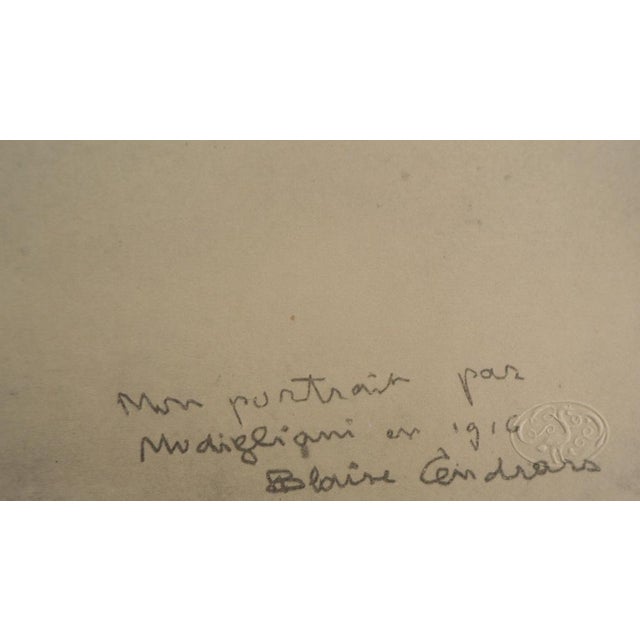 Mon portrait par
Modigliani en 1916
Blaise Cendrars